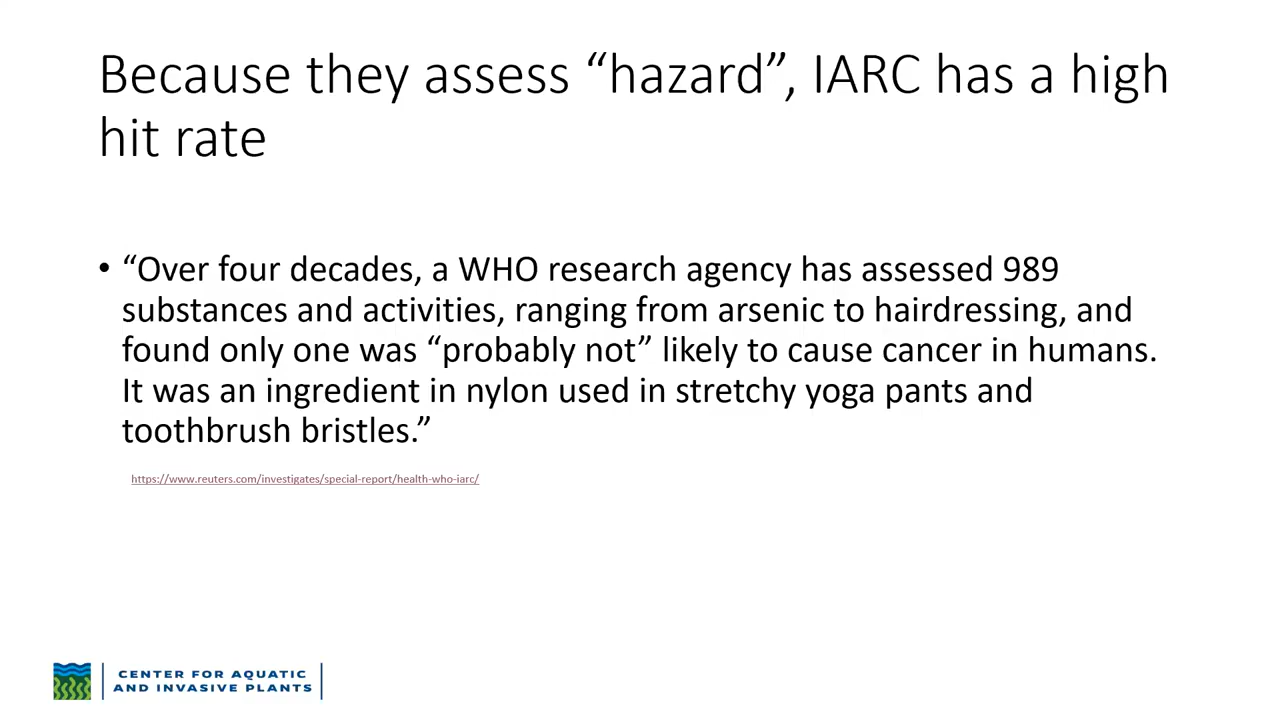 Because they assess “hazard”, IARC has a high
hit rate
• “Over four decades, a WHO research agency has assessed 989
substances and activities, ranging from arsenic to hairdressing, and
found only one was “probably not” likely to cause cancer in humans.
It was an ingredient in nylon used in stretchy yoga pants and
toothbrush bristles.”
https://www.reuters.com/investigates/special-report/health-who-iarc/
CENTER FOR AQUATIC
AND INVASIVE PLANTS